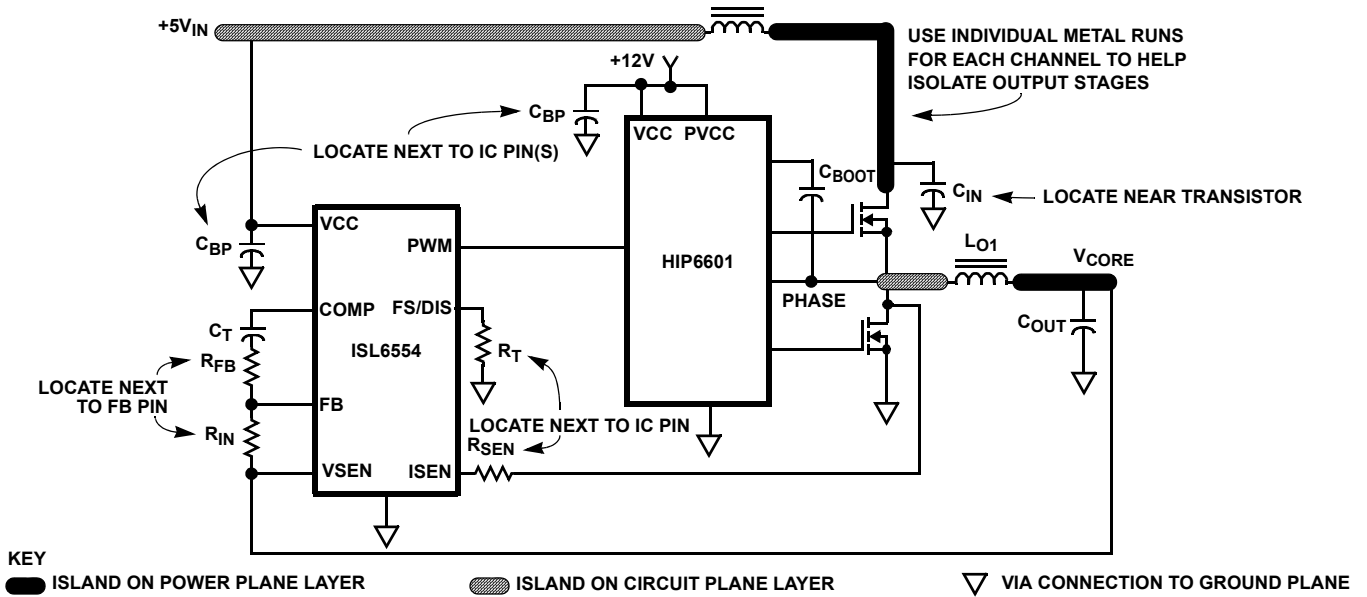 +5VIN
USE INDIVIDUAL METAL RUNS
FOR EACH CHANNEL TO HELP
ISOLATE OUTPUT STAGES
+12V
CBP
VCC PVCC
LOCATE NEXT TO IC PIN(S)
CBOOT
CIN
LOCATE NEAR TRANSISTOR
VCC
CBP
PWM
HIP6601
LO1
VCORE
PHASE
COMP
FS/DIS
CT
RFB
ISL6554
RT
COUT
LOCATE NEXT
TO FB PIN
FB
RIN
LOCATE NEXT TO IC PIN
RSEN
VSEN
ISEN
KEY
ISLAND ON POWER PLANE LAYER
ISLAND ON CIRCUIT PLANE LAYER
VIA CONNECTION TO GROUND PLANE